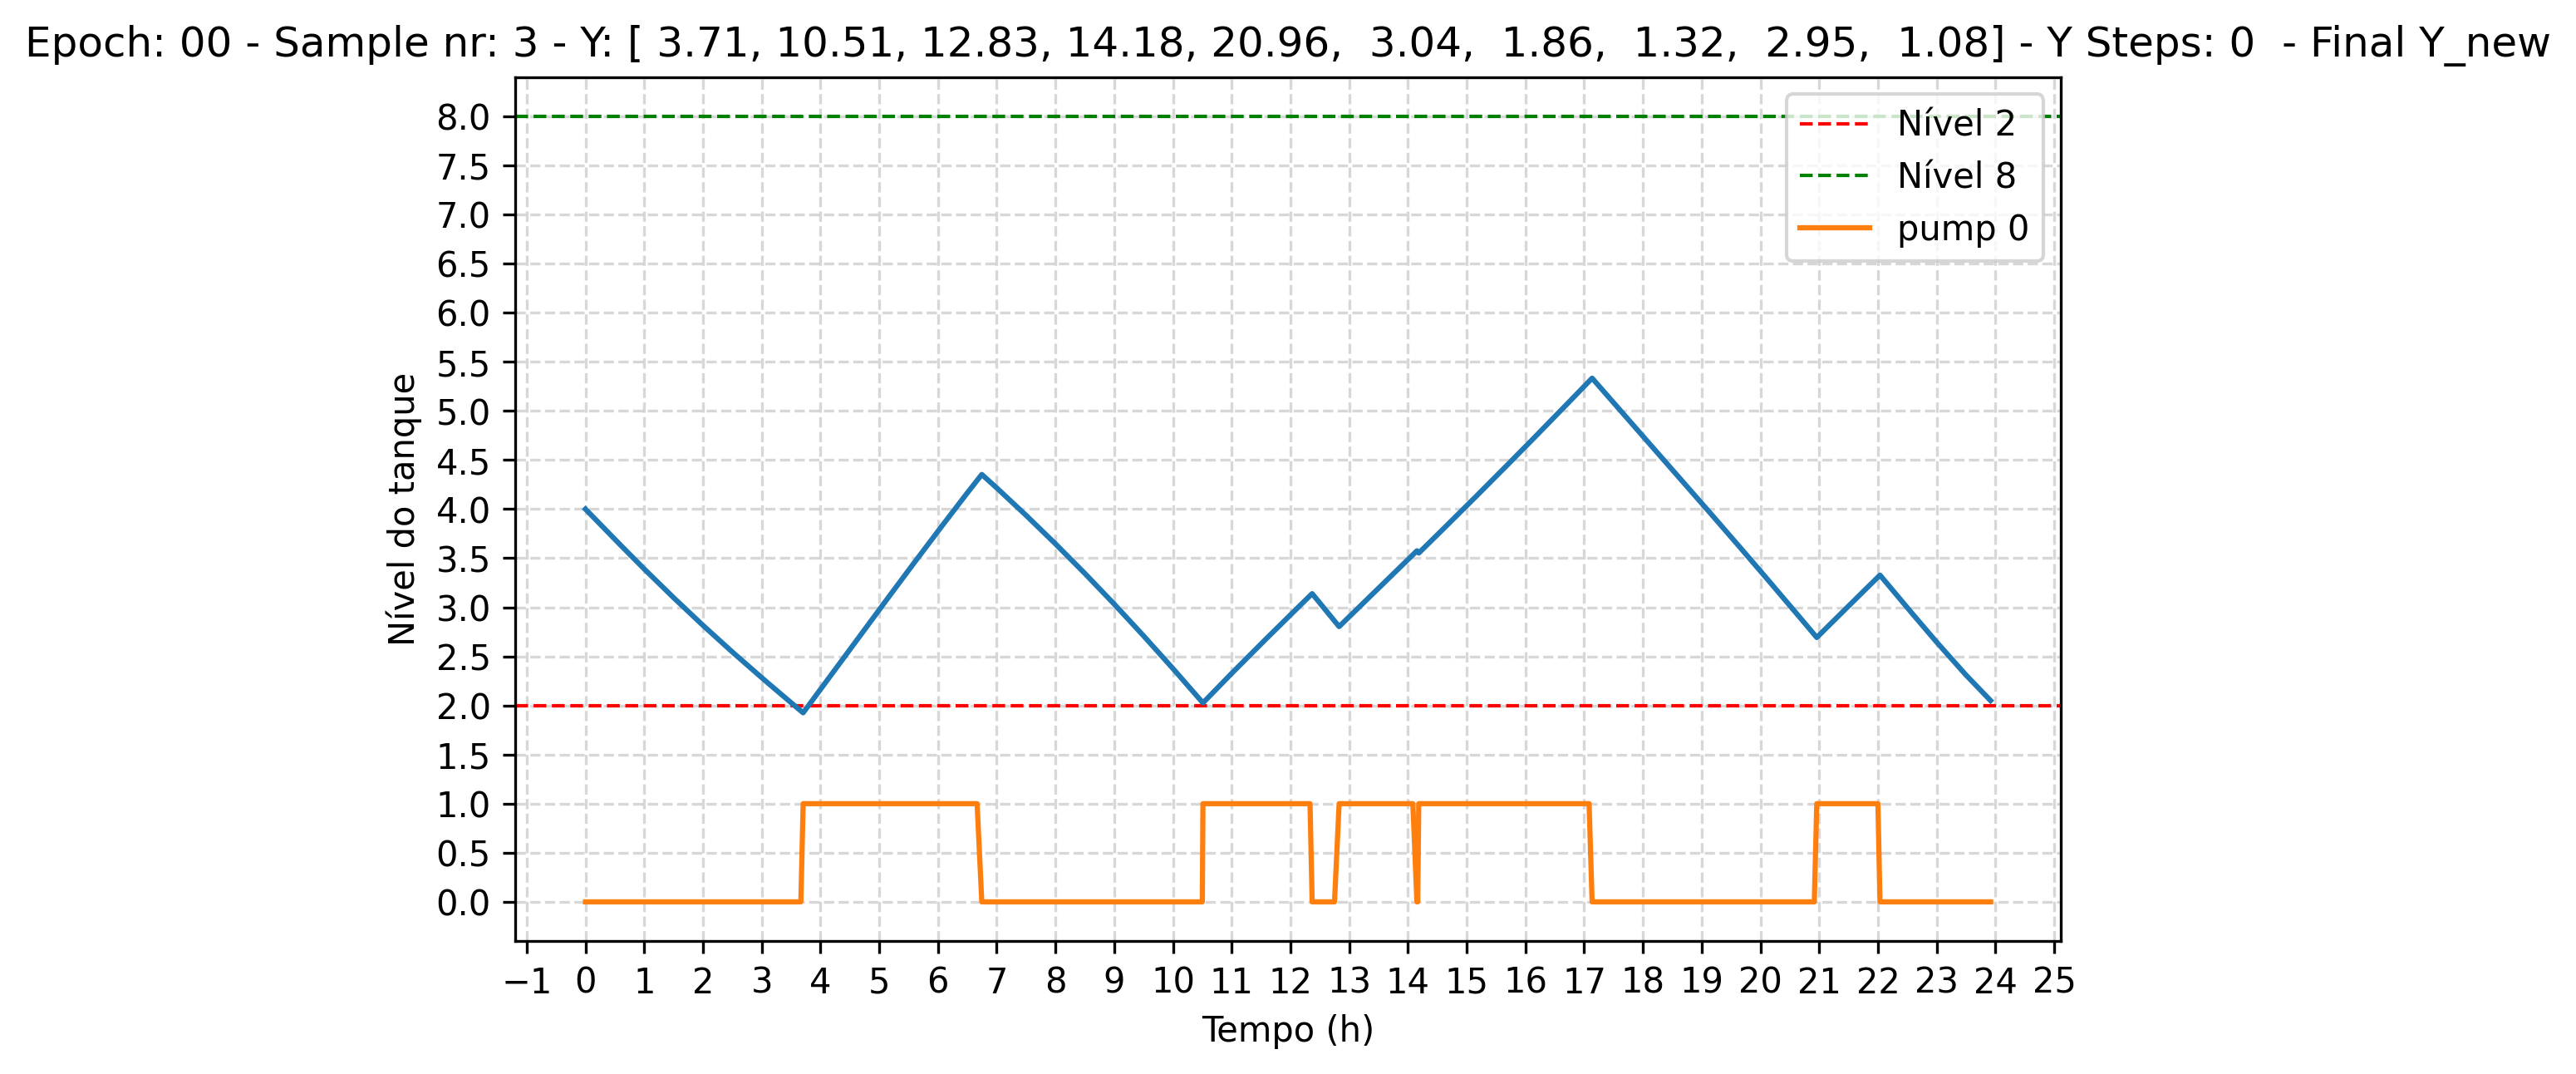 Epoch: 00 - Sample nr: 3 - Y: [ 3.71, 10.51, 12.83, 14.18, 20.96,  3.04,  1.86,  1.32,  2.95,  1.08] - Y Steps: 0  - Final Y_new
Nível 2
Nível 8
pump 0
Nível do tanque
8.0
7.5
7.0
6.5
6.0
5.5
5.0
4.5
4.0
3.5
3.0
2.5
2.0
1.5
1.0
0.5
0.0
−1 0 1 2 3 4 5 6 7 8 9 10 11 12 13 14 15 16 17 18 19 20 21 22 23 24 25
Tempo (h)